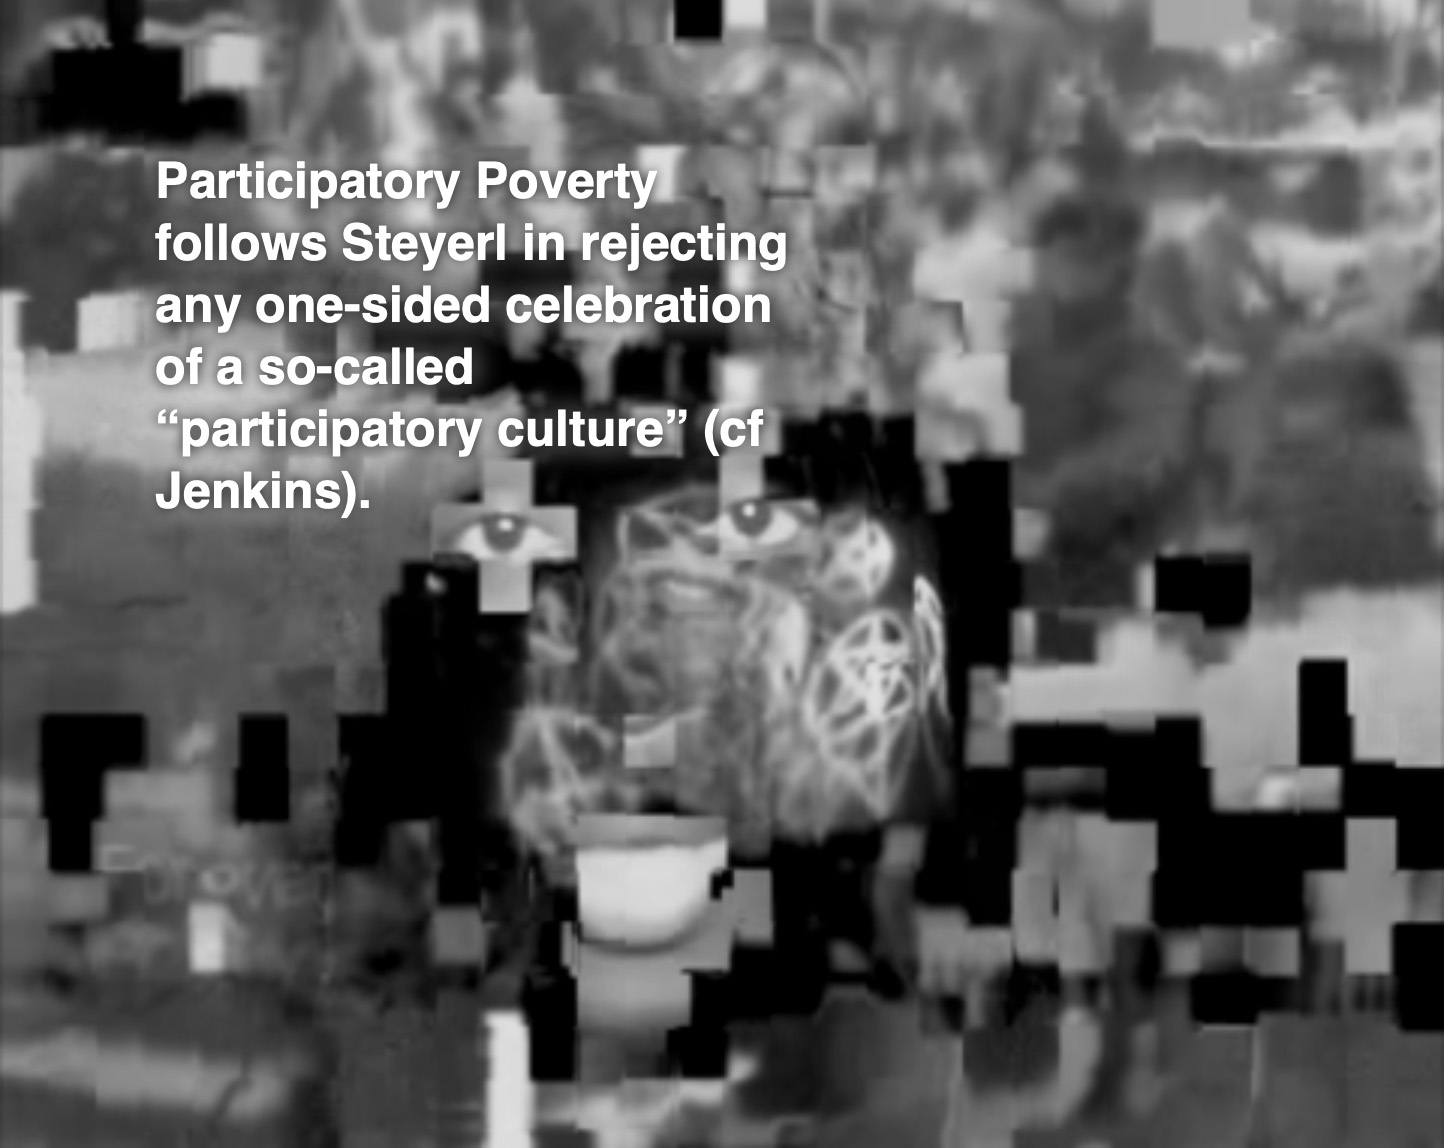 Participatory Poverty
follows Steyerl in rejecting
any one-sided celebration
of a so-called
“participatory culture” (cf
Jenkins).